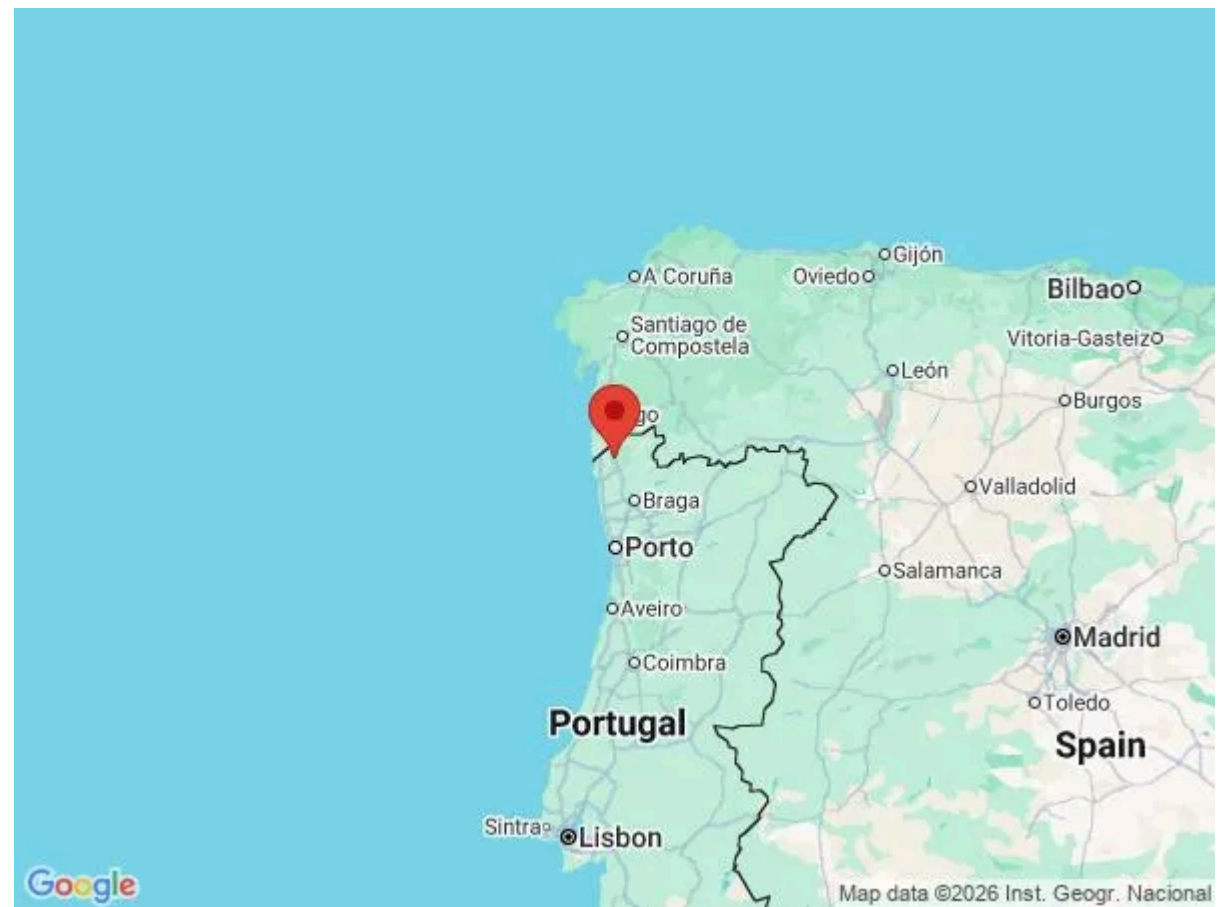 Gijón
A Coruña
Oviedo
Bilbao
Santiago de
Compostela
Vitoria-Gasteiz
León
Burgos
go
Valladolid
Braga
Porto
Salamanca
Aveiro
Madrid
Coimbra
Toledo
Portugal
Spain
Sintra
Lisbon
Google
Map data ©2026 Inst. Geogr. Nacional